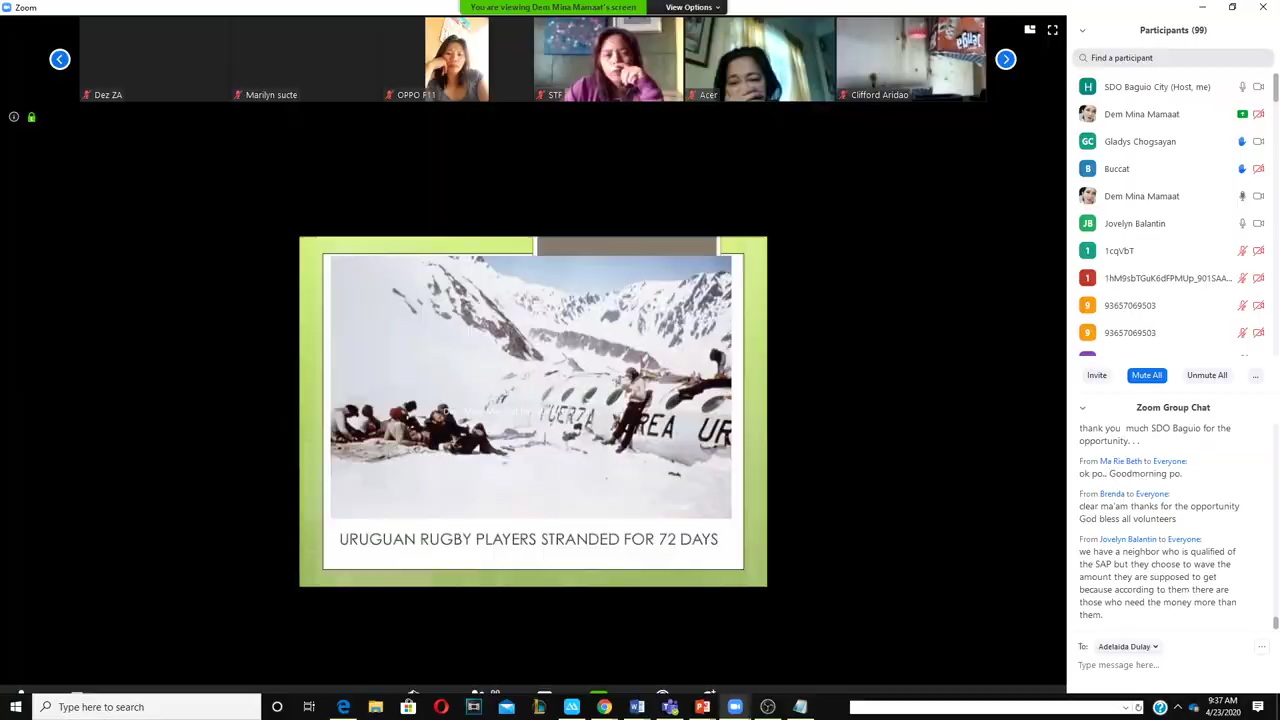 Zoom
You are viewing Dem Mina Mamaat's screen
View Options
Dez ZA
Marilyn sucte
OPPO F11
STF
Acer
Clifford Aridao
URUGUAN RUGBY PLAYERS STRANDED FOR 72 DAYS
Participants (99)
Find a participant
H SDO Baguio City (Host, me)
Dem Mina Mamaat
GC Gladys Chogsayan
B Buccat
Dem Mina Mamaat
JB Jovelyn Balantin
1 1cqVbT
1 1hM9sbTGuK6dFPMUp_901SAA...
9 93657069503
9 93657069503
Invite
Mute All
Unmute All
...
Zoom Group Chat
thank you much SDO Baguio for the
opportunity. . .
From Ma Rie Beth to Everyone:
ok po.. Goodmorning po.
From Brenda to Everyone:
clear ma'am thanks for the opportunity
God bless all volunteers
From Jovelyn Balantin to Everyone:
we have a neighbor who is qualified of
the SAP but they choose to wave the
amount they are supposed to get
because according to them there are
those who need the money more than
them.
To: Adelaida Dulay
Type message here...
Type here to search
9:37 AM
4/23/2020